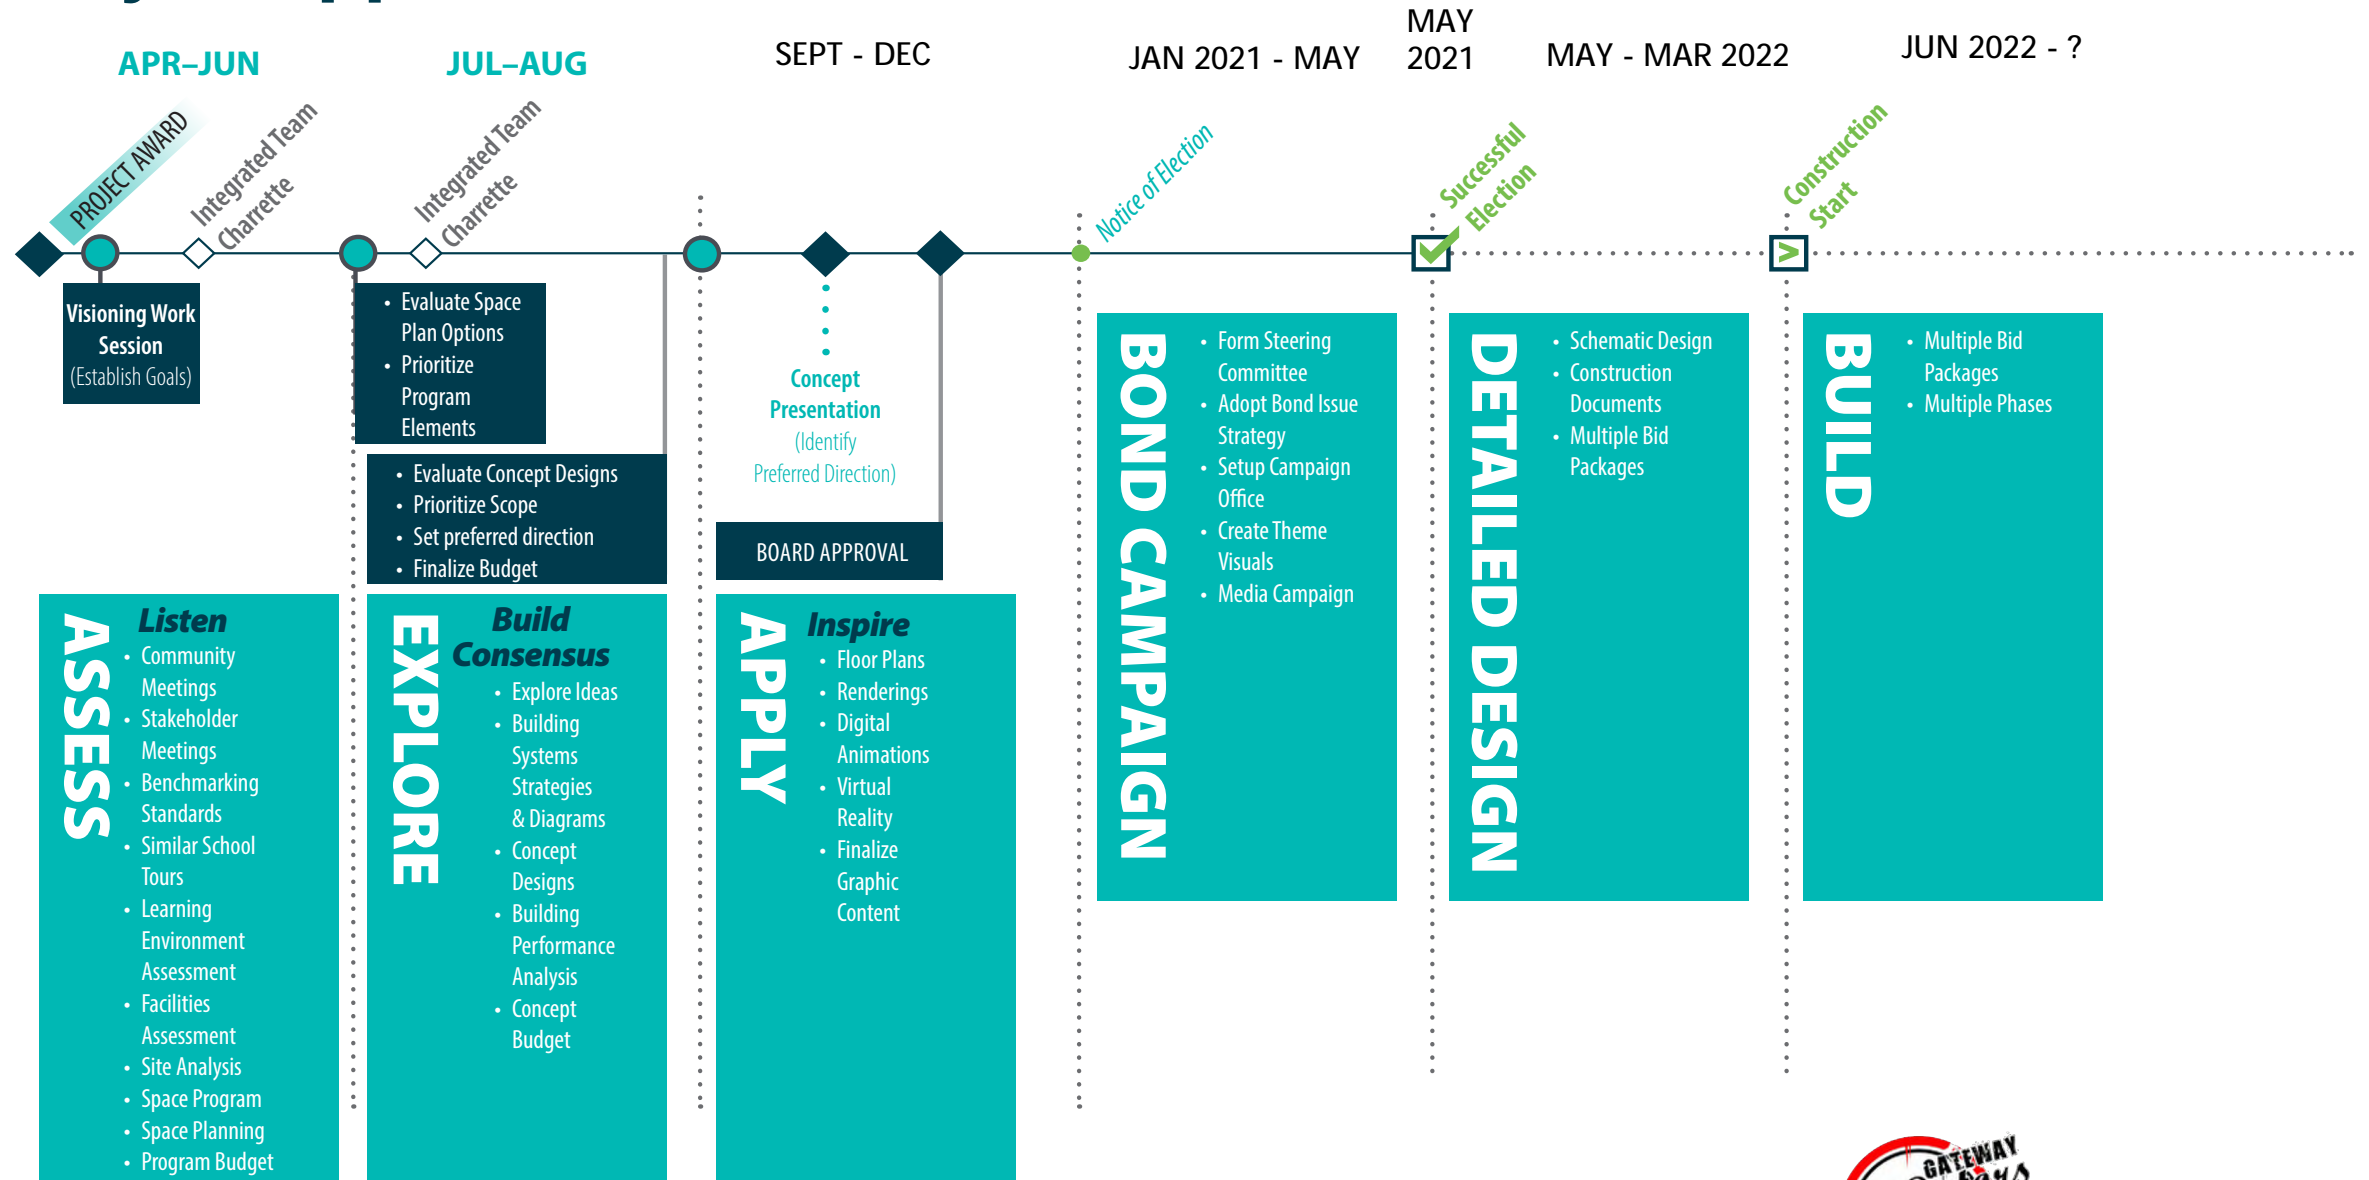 APR–JUN
JUL–AUG
SEPT - DEC
JAN 2021 - MAY
MAY
2021
MAY - MAR 2022
JUN 2022 - ?
PROJECT AWARD
Integrated Team
Charrette
Integrated Team
Charrette
Notice of Election
Successful
Election
Construction
Start
Visioning Work
Session
(Establish Goals)
• Evaluate Space
Plan Options
• Prioritize
Program
Elements
• Evaluate Concept Designs
• Prioritize Scope
• Set preferred direction
• Finalize Budget
Concept
Presentation
(Identify
Preferred Direction)
BOARD APPROVAL
ASSESS
Listen
• Community
Meetings
• Stakeholder
Meetings
• Benchmarking
Standards
• Similar School
Tours
• Learning
Environment
Assessment
• Facilities
Assessment
• Site Analysis
• Space Program
• Space Planning
• Program Budget
EXPLORE
Build
Consensus
• Explore Ideas
• Building
Systems
Strategies
& Diagrams
• Concept
Designs
• Building
Performance
Analysis
• Concept
Budget
APPLY
Inspire
• Floor Plans
• Renderings
• Digital
Animations
• Virtual
Reality
• Finalize
Graphic
Content
BOND CAMPAIGN
• Form Steering
Committee
• Adopt Bond Issue
Strategy
• Setup Campaign
Office
• Create Theme
Visuals
• Media Campaign
DETAILED DESIGN
• Schematic Design
• Construction
Documents
• Multiple Bid
Packages
BUILD
• Multiple Bid
Packages
• Multiple Phases
GATEWAY